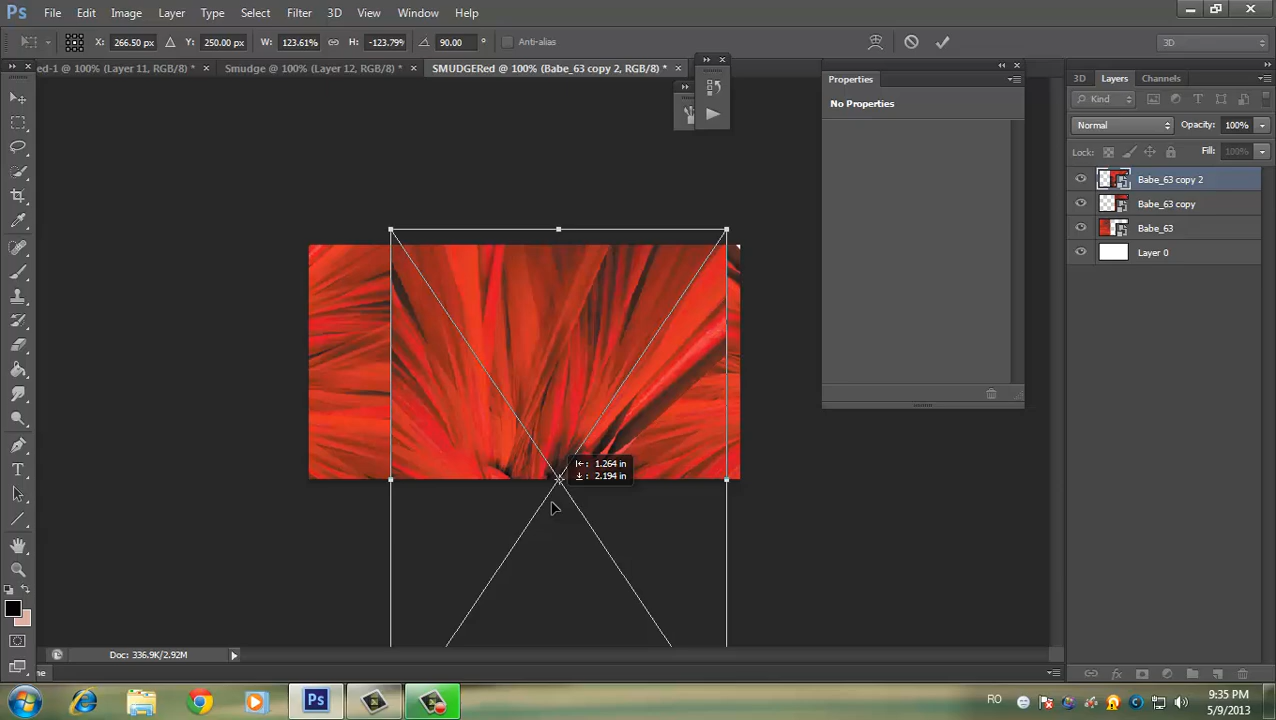 Ps File Edit Image Layer Type Select Filter 3D View Window Help
X: 266.50 px Y: 250.00 px W: 123.61% H: -123.79% 90.00 ° Anti-alias 3D
ed-1 @ 100% (Layer 11, RGB/8) * × Smudge @ 100% (Layer 12, RGB/8) * × SMUDGERed @ 100% (Babe_63 copy 2, RGB/8) * ×
Properties
No Properties
3D Layers Channels
Kind
Normal Opacity: 100%
Lock: Fill: 100%
Babe_63 copy 2
Babe_63 copy
Babe_63
Layer 0
1.264 in
2.194 in
Doc: 336.9K/2.92M
ne
Ps
RO
9:35 PM
5/9/2013